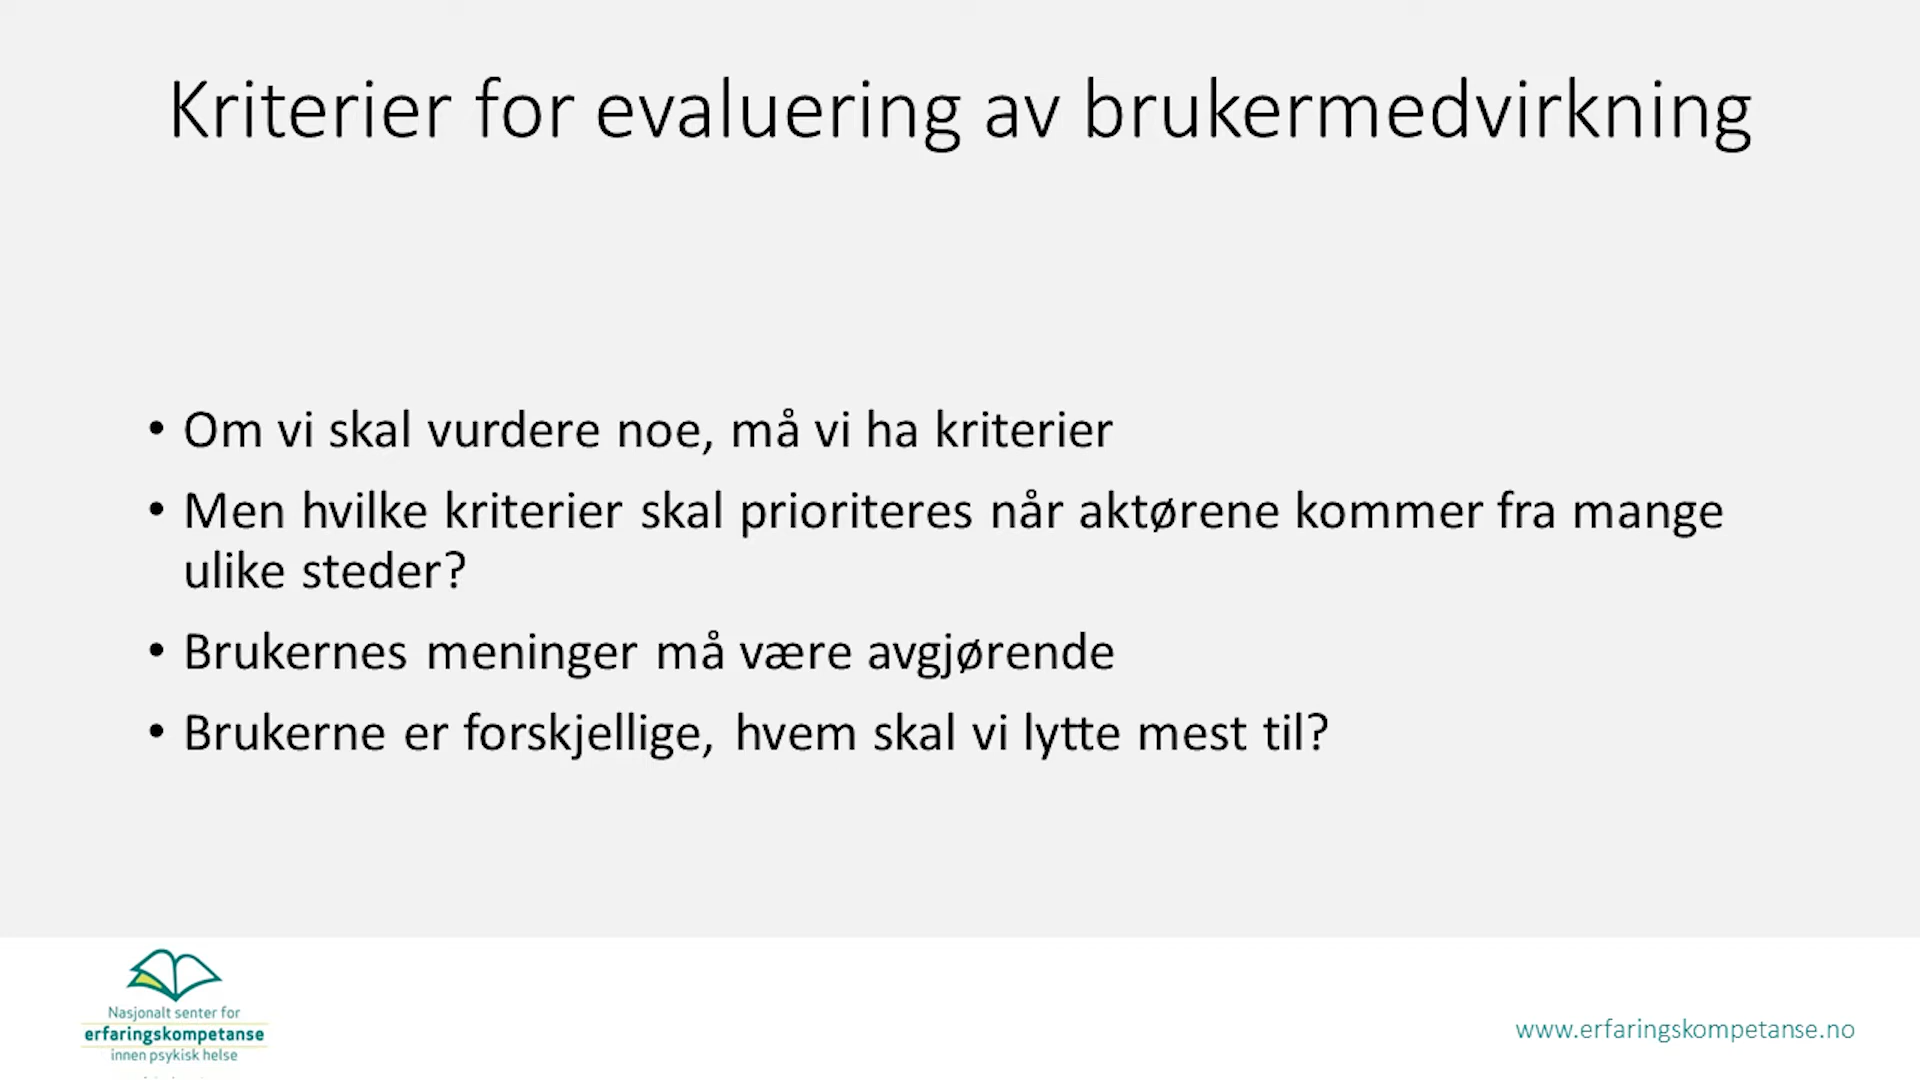 Kriterier for evaluering av brukermedvirkning
• Om vi skal vurdere noe, må vi ha kriterier
• Men hvilke kriterier skal prioriteres når aktørene kommer fra mange
ulike steder?
• Brukernes meninger må være avgjørende
• Brukerne er forskjellige, hvem skal vi lytte mest til?
Nasjonalt senter for
erfaringskompetanse
innen psykisk helse
www.erfaringskompetanse.no